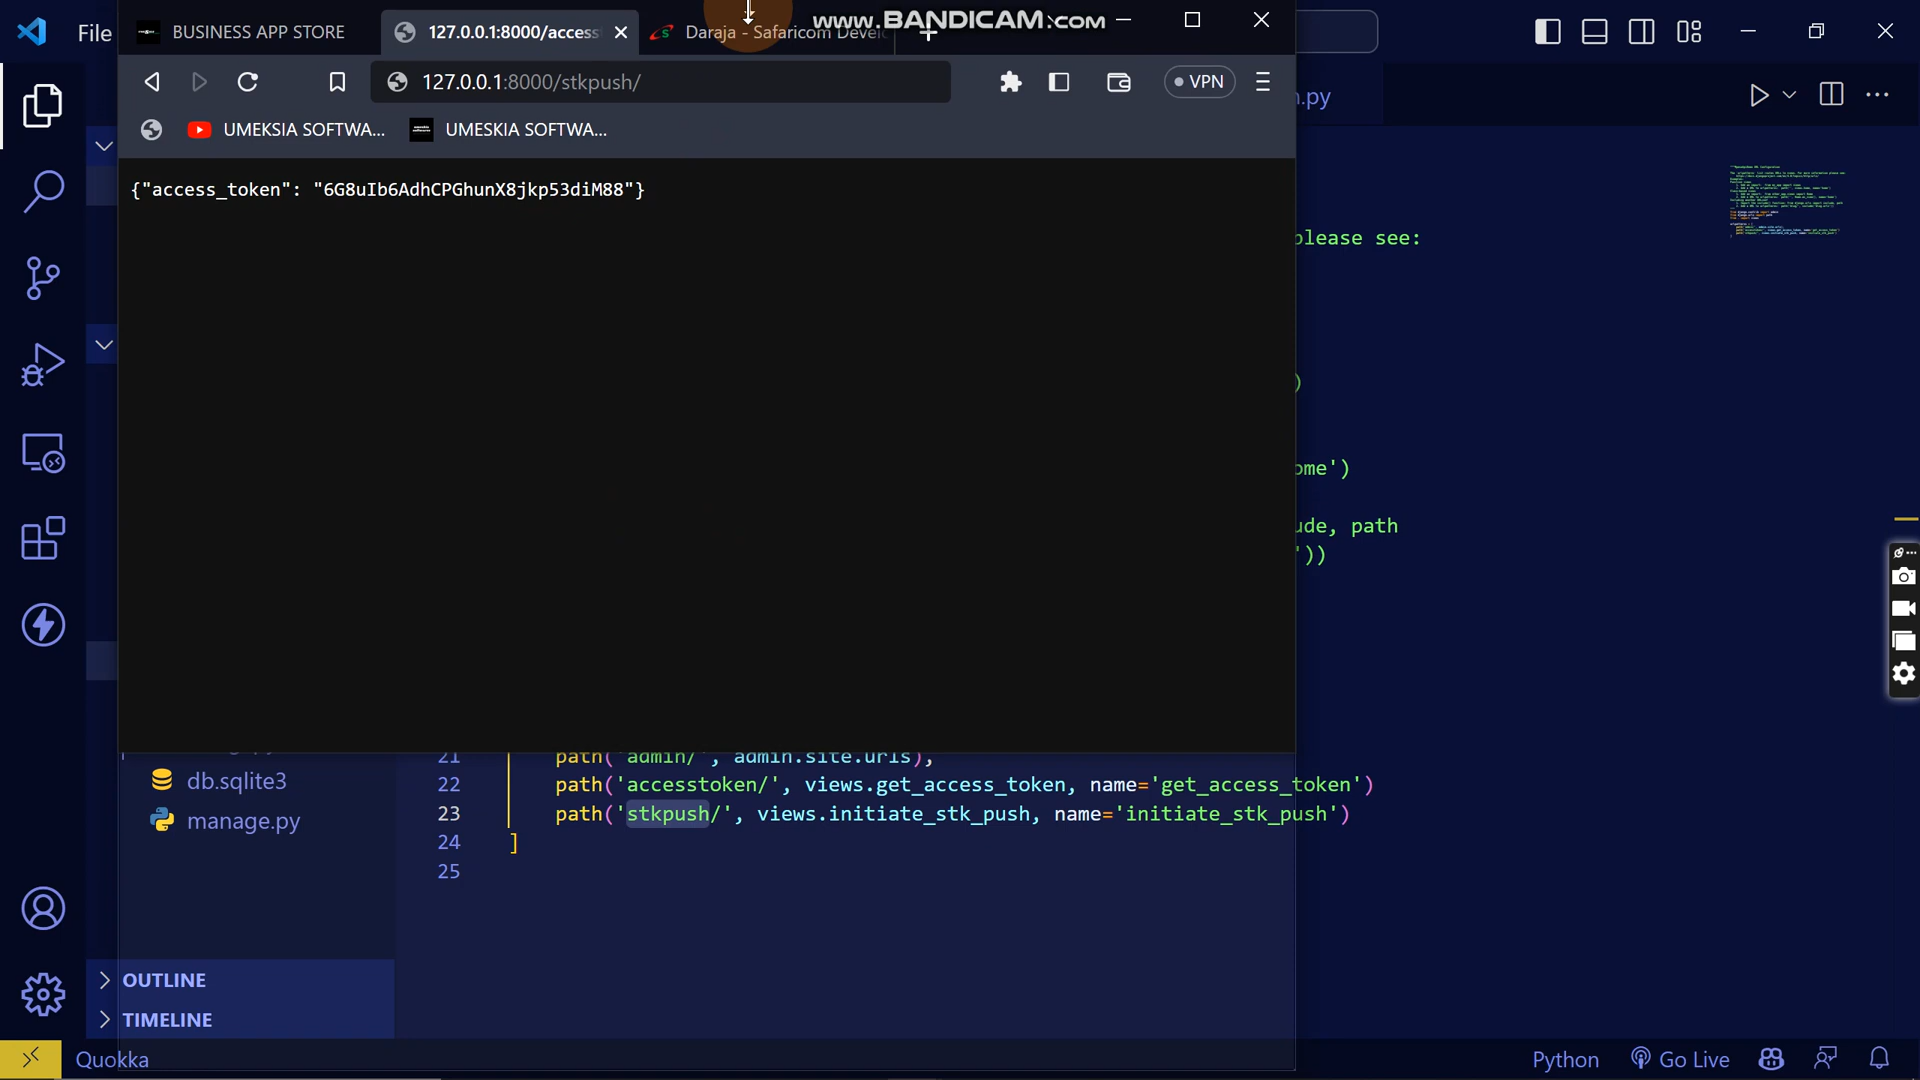 File
BUSINESS APP STORE
127.0.0.1:8000/access
Daraja - Safaricom Develo
www.BANDICAM.com
127.0.0.1:8000/stkpush/
VPN
UMEKSIA SOFTWA...
UMESKIA SOFTWA...
{"access_token": "6G8uIb6AdhCPGhunX8jkp53diM88"}
n.py
please see:
)
ome')
ude, path
'))
21 path('admin/', admin.site.urls),
22 path('accesstoken/', views.get_access_token, name='get_access_token')
23 path('stkpush/', views.initiate_stk_push, name='initiate_stk_push')
24 ]
25
db.sqlite3
manage.py
OUTLINE
TIMELINE
Quokka
Python
Go Live